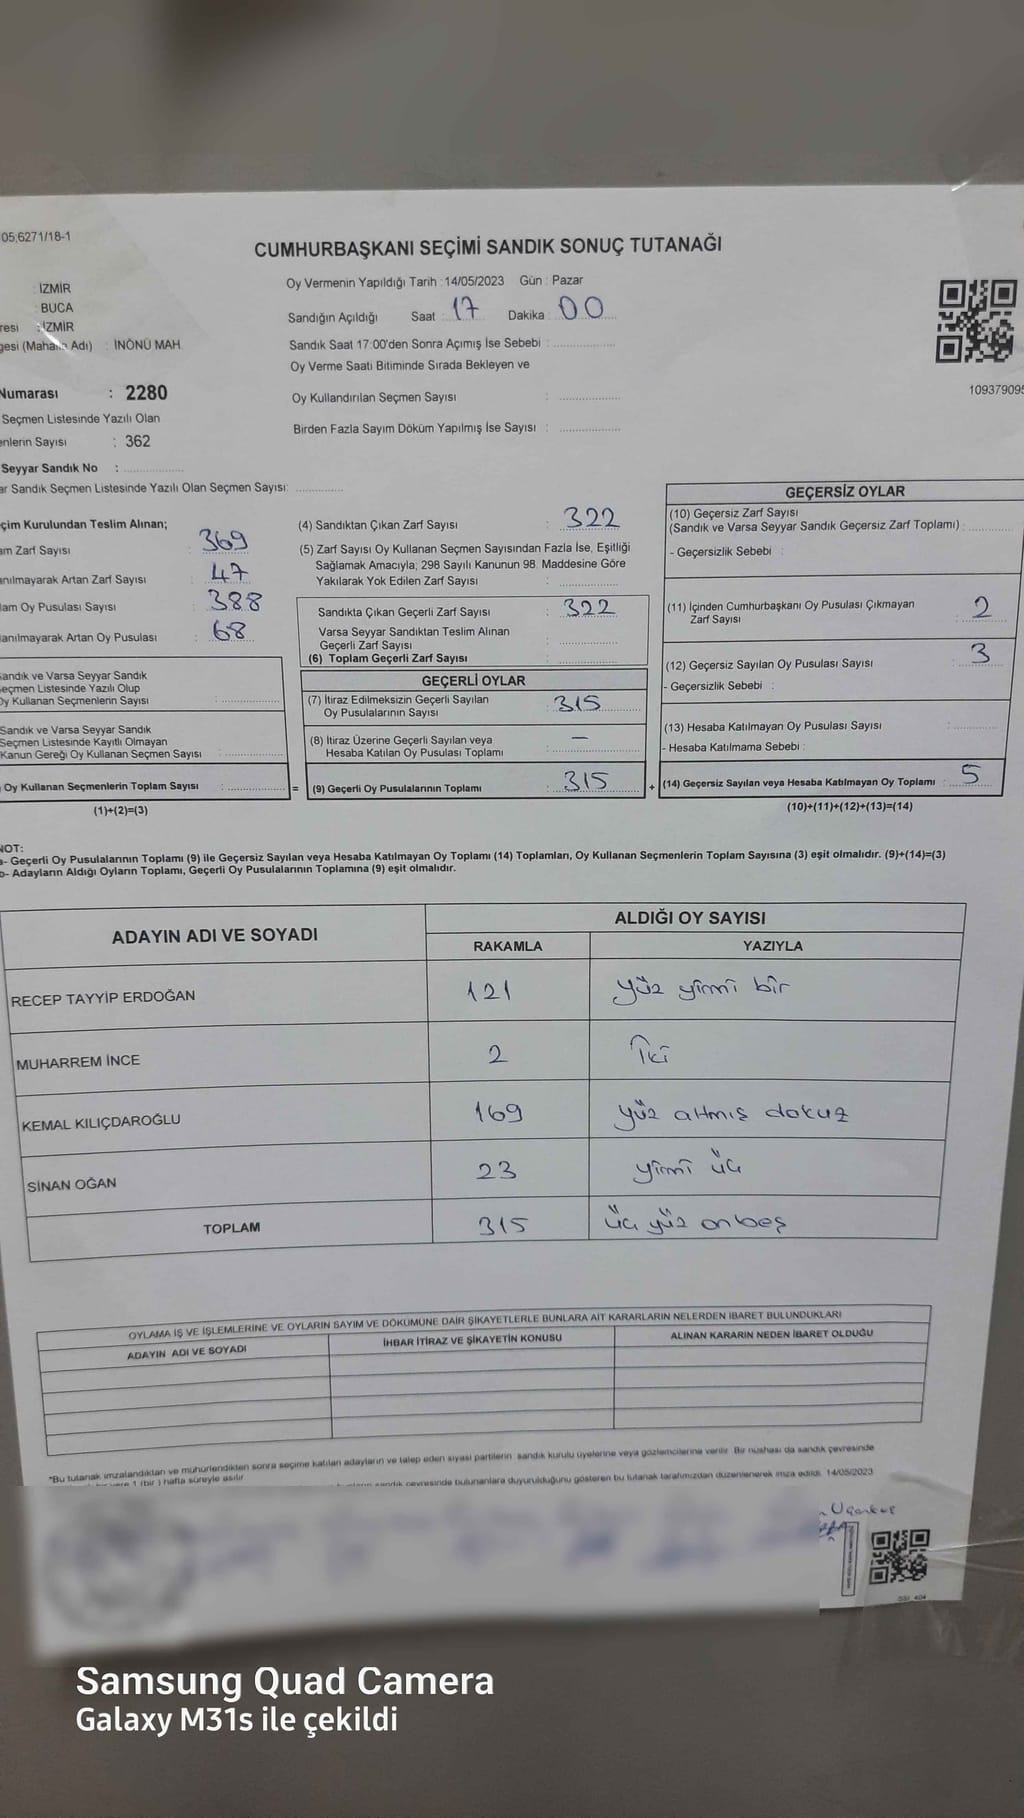 05;6271/18-1
CUMHURBAŞKANI SEÇİMİ SANDIK SONUÇ TUTANAĞI
: İZMİR
: BUCA
resi : İZMİR
gesi (Mahalle Adı) : İNÖNÜ MAH.
Numarası : 2280
Seçmen Listesinde Yazılı Olan
enlerin Sayısı : 362
Seyyar Sandık No :
ar Sandık Seçmen Listesinde Yazılı Olan Seçmen Sayısı:
Oy Vermenin Yapıldığı Tarih : 14/05/2023 Gün : Pazar
Sandığın Açıldığı Saat : 17 Dakika : 00
Sandık Saat 17:00'den Sonra Açımış İse Sebebi :
Oy Verme Saati Bitiminde Sırada Bekleyen ve
Oy Kullandırılan Seçmen Sayısı :
Birden Fazla Sayım Döküm Yapılmış İse Sayısı :
109379095
çim Kurulundan Teslim Alınan;
am Zarf Sayısı : 369
anılmayarak Artan Zarf Sayısı : 47
lam Oy Pusulası Sayısı : 388
anılmayarak Artan Oy Pusulası : 68
Sandık ve Varsa Seyyar Sandık
eçmen Listesinde Yazılı Olup
Oy Kullanan Seçmenlerin Sayısı :
Sandık ve Varsa Seyyar Sandık
Seçmen Listesinde Kayıtlı Olmayan
Kanun Gereği Oy Kullanan Seçmen Sayısı :
Oy Kullanan Seçmenlerin Toplam Sayısı : =
(1)+(2)=(3)
(4) Sandıktan Çıkan Zarf Sayısı : 322
(5) Zarf Sayısı Oy Kullanan Seçmen Sayısından Fazla İse, Eşitliği
Sağlamak Amacıyla; 298 Sayılı Kanunun 98. Maddesine Göre
Yakılarak Yok Edilen Zarf Sayısı :
Sandıkta Çıkan Geçerli Zarf Sayısı : 322
Varsa Seyyar Sandıktan Teslim Alınan
Geçerli Zarf Sayısı :
(6) Toplam Geçerli Zarf Sayısı :
GEÇERLİ OYLAR
(7) İtiraz Edilmeksizin Geçerli Sayılan
Oy Pusulalarının Sayısı : 315
(8) İtiraz Üzerine Geçerli Sayılan veya
Hesaba Katılan Oy Pusulası Toplamı : —
(9) Geçerli Oy Pusulalarının Toplamı : 315 +
GEÇERSİZ OYLAR
(10) Geçersiz Zarf Sayısı
(Sandık ve Varsa Seyyar Sandık Geçersiz Zarf Toplamı) :
- Geçersizlik Sebebi :
(11) İçinden Cumhurbaşkanı Oy Pusulası Çıkmayan
Zarf Sayısı : 2
(12) Geçersiz Sayılan Oy Pusulası Sayısı : 3
- Geçersizlik Sebebi :
(13) Hesaba Katılmayan Oy Pusulası Sayısı :
- Hesaba Katılmama Sebebi :
(14) Geçersiz Sayılan veya Hesaba Katılmayan Oy Toplamı : 5
(10)+(11)+(12)+(13)=(14)
NOT:
a- Geçerli Oy Pusulalarının Toplamı (9) ile Geçersiz Sayılan veya Hesaba Katılmayan Oy Toplamı (14) Toplamları, Oy Kullanan Seçmenlerin Toplam Sayısına (3) eşit olmalıdır. (9)+(14)=(3)
b- Adayların Aldığı Oyların Toplamı, Geçerli Oy Pusulalarının Toplamına (9) eşit olmalıdır.
ADAYIN ADI VE SOYADI ALDIĞI OY SAYISI
RAKAMLA YAZIYLA
RECEP TAYYİP ERDOĞAN 121 yüz yirmi bir
MUHARREM İNCE 2 İki
KEMAL KILIÇDAROĞLU 169 yüz altmış dokuz
SİNAN OĞAN 23 yirmi üç
TOPLAM 315 üç yüz onbeş
OYLAMA İŞ VE İŞLEMLERİNE VE OYLARIN SAYIM VE DÖKÜMÜNE DAİR ŞİKAYETLERLE BUNLARA AİT KARARLARIN NELERDEN İBARET BULUNDUKLARI
ADAYIN ADI VE SOYADI İHBAR İTİRAZ VE ŞİKAYETİN KONUSU ALINAN KARARIN NEDEN İBARET OLDUĞU
*Bu tutanak imzalandıktan ve mühürlendikten sonra seçime katılan adayların ve talep eden siyasi partilerin sandık kurulu üyelerine veya gözlemcilerine verilir. Bir nüshası da sandık çevresinde
1 (bir) hafta süreyle asılır.
sandık çevresinde bulunanlara duyurulduğunu gösteren bu tutanak tarafımızdan düzenlenerek imza edildi. 14/05/2023
Samsung Quad Camera
Galaxy M31s ile çekildi